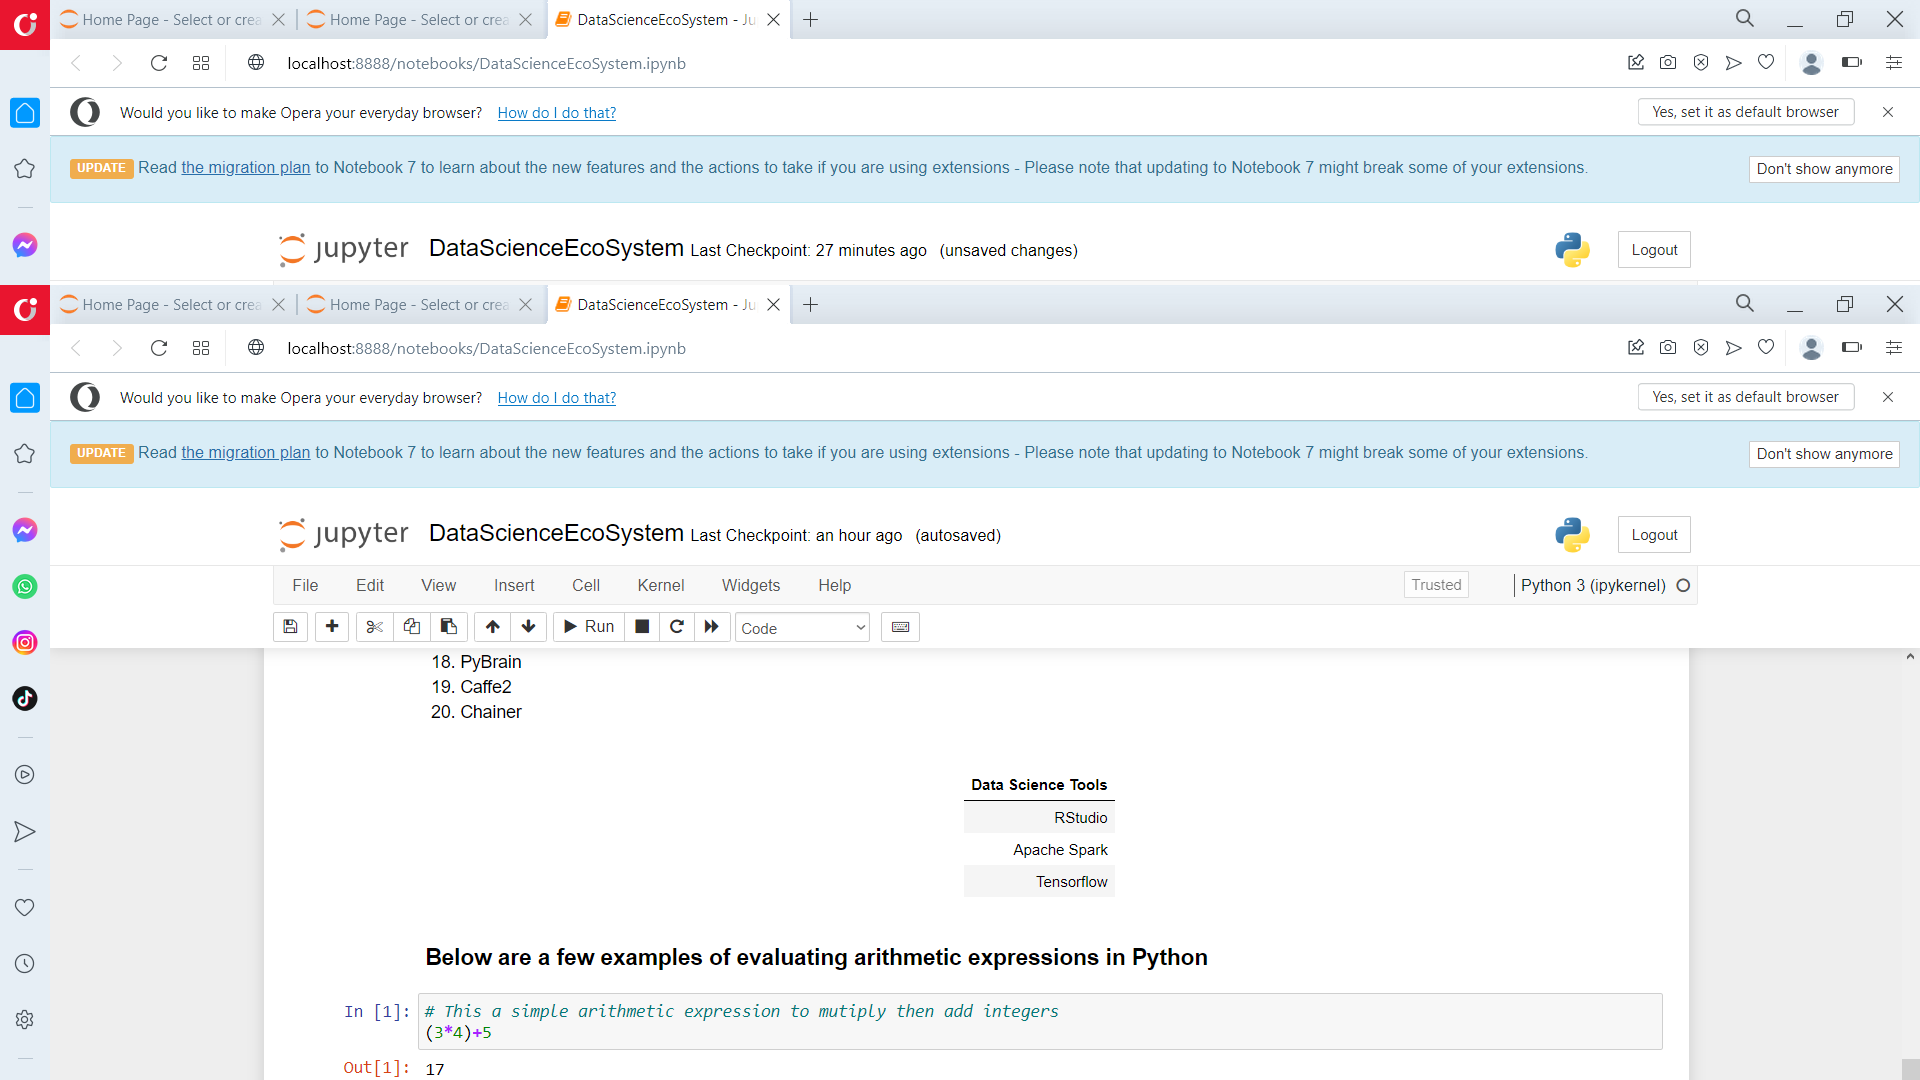 Home Page - Select or crea
Home Page - Select or crea
DataScienceEcoSystem - Ju
localhost:8888/notebooks/DataScienceEcoSystem.ipynb
Would you like to make Opera your everyday browser? How do I do that? Yes, set it as default browser
UPDATE Read the migration plan to Notebook 7 to learn about the new features and the actions to take if you are using extensions - Please note that updating to Notebook 7 might break some of your extensions. Don't show anymore
jupyter DataScienceEcoSystem Last Checkpoint: 27 minutes ago (unsaved changes) Logout
Home Page - Select or crea
Home Page - Select or crea
DataScienceEcoSystem - Ju
localhost:8888/notebooks/DataScienceEcoSystem.ipynb
Would you like to make Opera your everyday browser? How do I do that? Yes, set it as default browser
UPDATE Read the migration plan to Notebook 7 to learn about the new features and the actions to take if you are using extensions - Please note that updating to Notebook 7 might break some of your extensions. Don't show anymore
jupyter DataScienceEcoSystem Last Checkpoint: an hour ago (autosaved) Logout
File Edit View Insert Cell Kernel Widgets Help Trusted Python 3 (ipykernel)
Run Code
18. PyBrain
19. Caffe2
20. Chainer
Data Science Tools
RStudio
Apache Spark
Tensorflow
Below are a few examples of evaluating arithmetic expressions in Python
In [1]: # This a simple arithmetic expression to mutiply then add integers
(3*4)+5
Out[1]: 17